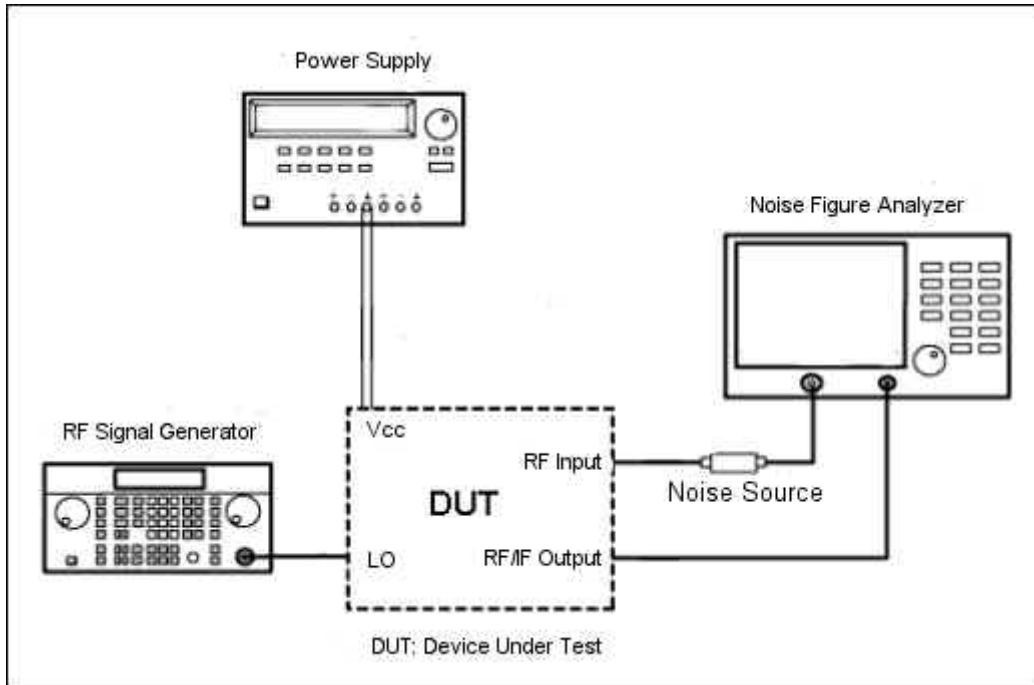 Power Supply
Noise Figure Analyzer
RF Signal Generator
Vcc
RF Input
Noise Source
DUT
LO
RF/IF Output
DUT: Device Under Test